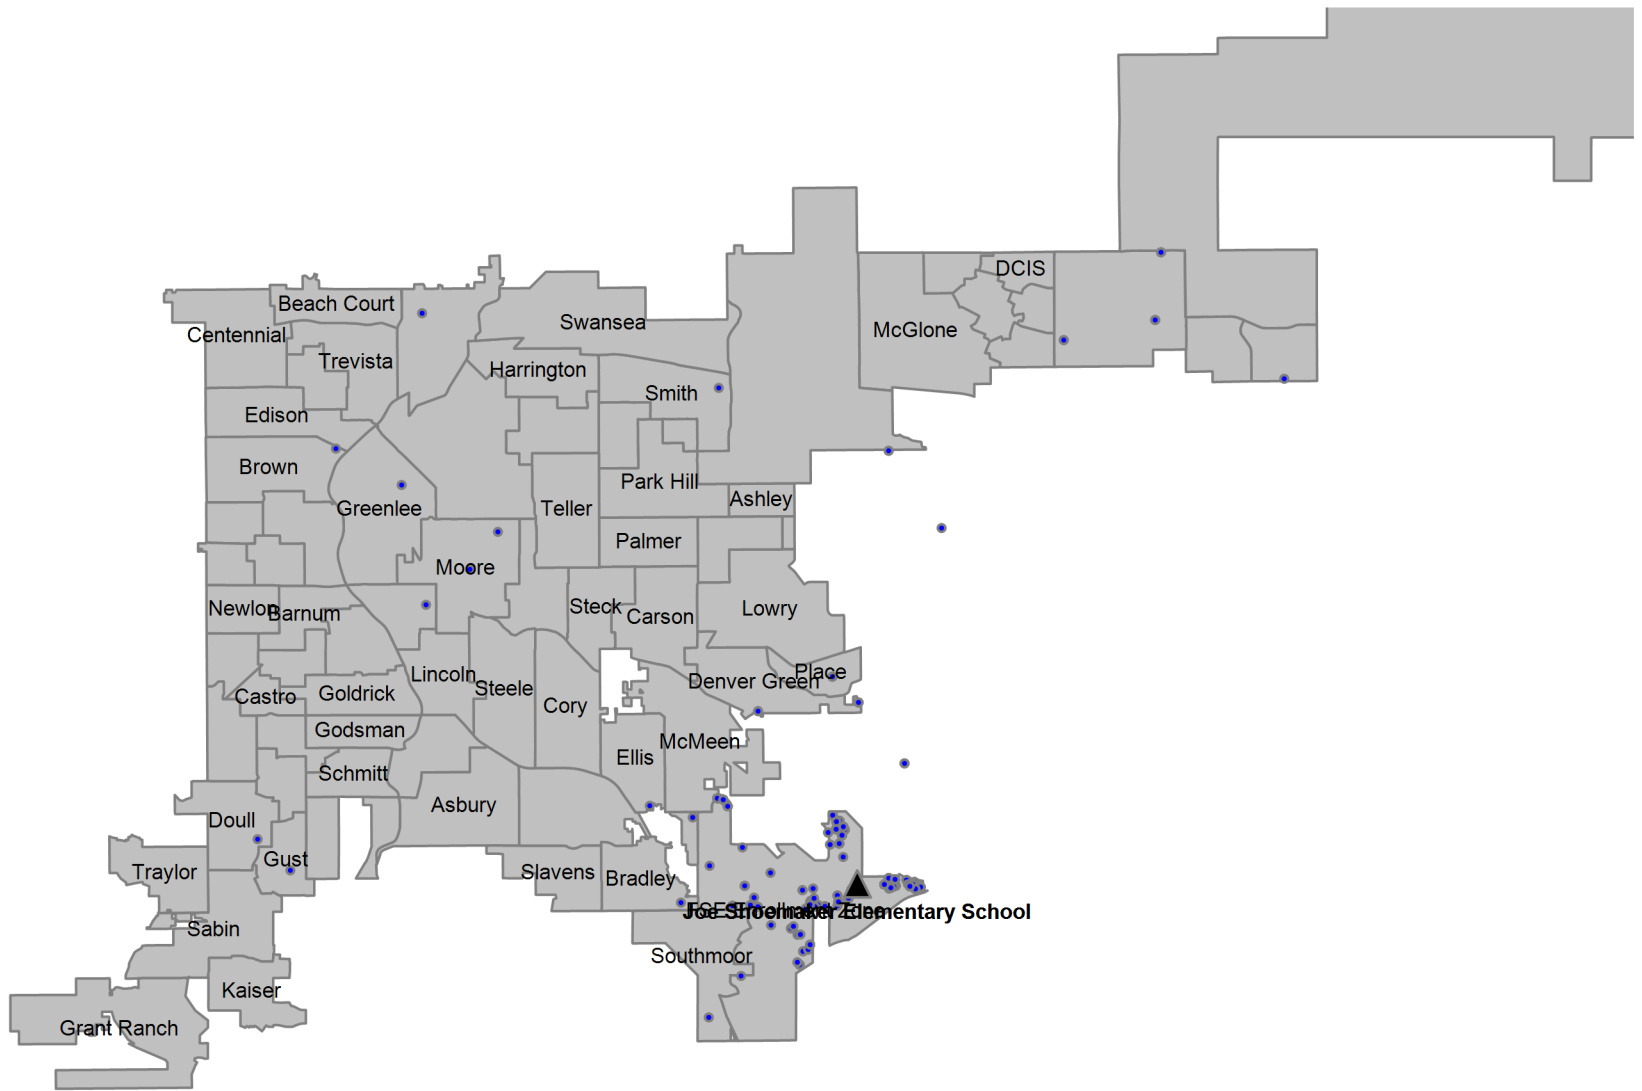 DCIS
Beach Court
Swansea
McGlone
Centennial
Trevista
Harrington
Smith
Edison
Brown
Park Hill
Ashley
Greenlee
Teller
Palmer
Moore
Newlon
Barnum
Steck
Carson
Lowry
Place
Lincoln
Denver Green
Steele
Castro
Goldrick
Cory
Godsman
McMeen
Ellis
Schmitt
Asbury
Doull
Gust
Traylor
Slavens
Bradley
Joe Shoemaker Elementary School
Sabin
Southmoor
Kaiser
Grant Ranch